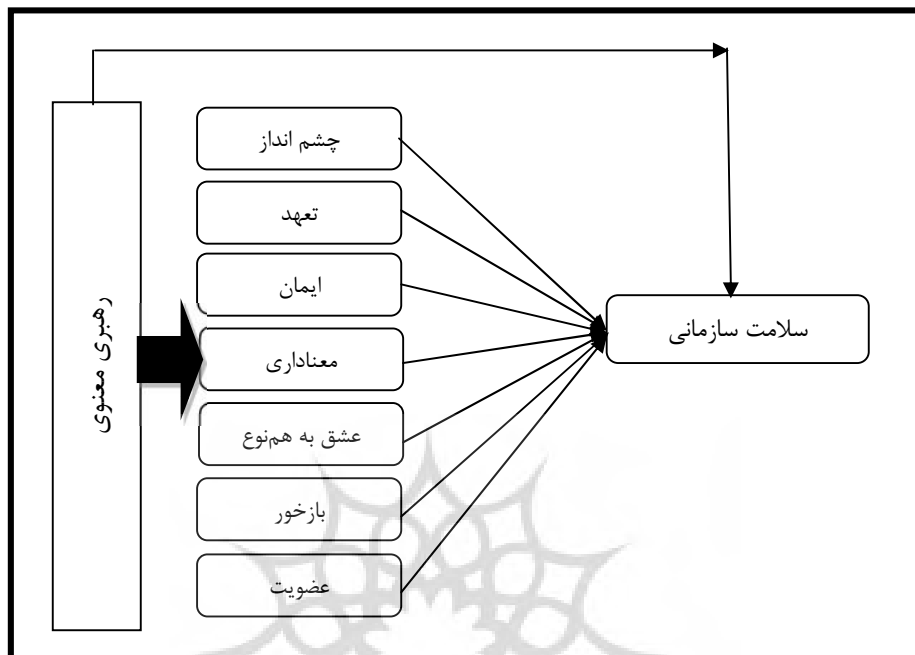 رهبری معنوی
چشم انداز
تعهد
ایمان
معناداری
عشق به هم‌نوع
بازخور
عضویت
سلامت سازمانی